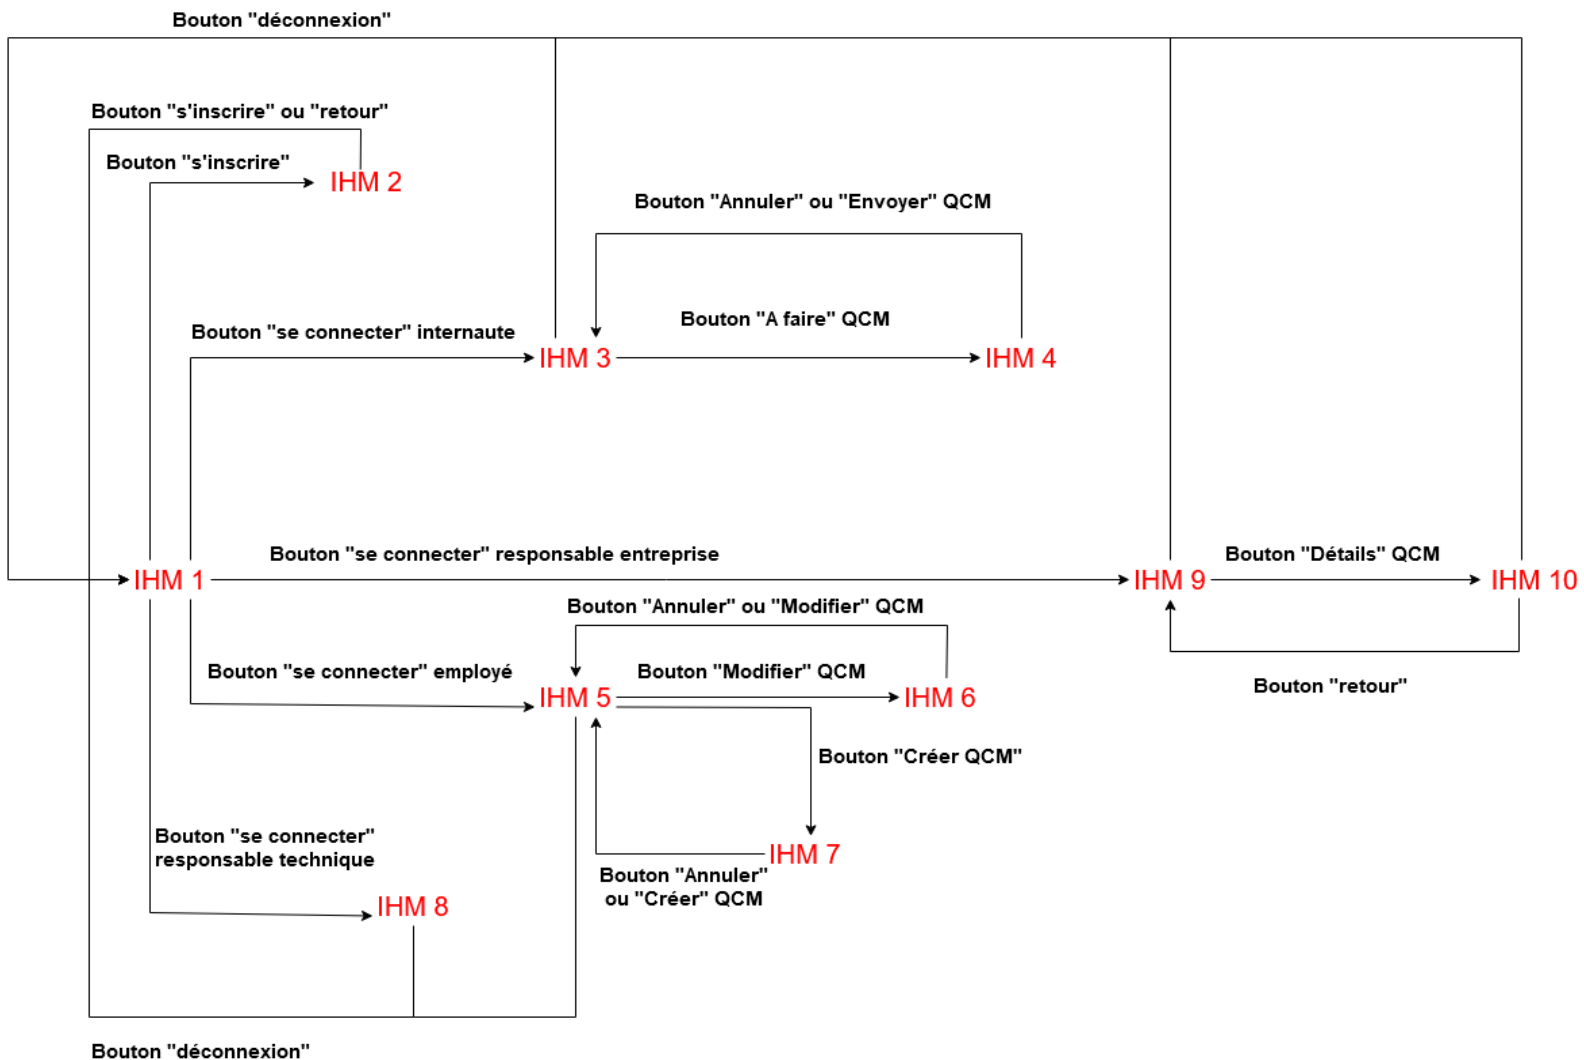 Bouton "déconnexion"
Bouton "s'inscrire" ou "retour"
Bouton "s'inscrire"
IHM 2
Bouton "Annuler" ou "Envoyer" QCM
Bouton "se connecter" internaute
Bouton "A faire" QCM
IHM 3
IHM 4
Bouton "se connecter" responsable entreprise
Bouton "Détails" QCM
IHM 1
IHM 9
IHM 10
Bouton "Annuler" ou "Modifier" QCM
Bouton "se connecter" employé
Bouton "Modifier" QCM
Bouton "retour"
IHM 5
IHM 6
Bouton "Créer QCM"
Bouton "se connecter"
responsable technique
IHM 7
Bouton "Annuler"
ou "Créer" QCM
IHM 8
Bouton "déconnexion"